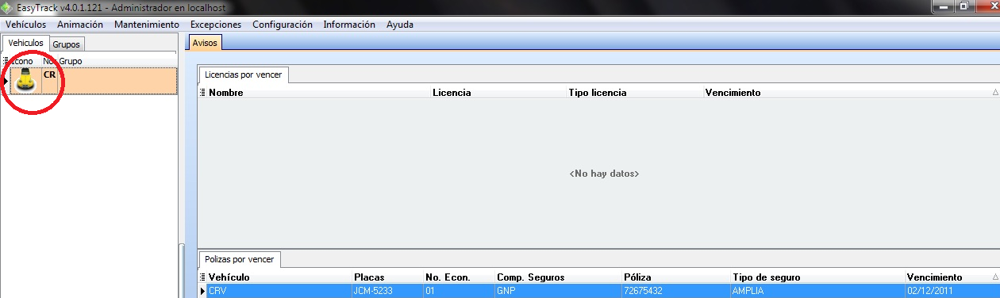 EasyTrack v4.0.1.121 - Administrador en localhost
Vehículos Animación Mantenimiento Excepciones Configuración Información Ayuda
Vehiculos Grupos
Icono No: Grupo
CR
Avisos
Licencias por vencer
Nombre Licencia Tipo licencia Vencimiento
<No hay datos>
Polizas por vencer
Vehículo Placas No. Econ. Comp. Seguros Póliza Tipo de seguro Vencimiento
CRV JCM-5233 01 GNP 72675432 AMPLIA 02/12/2011